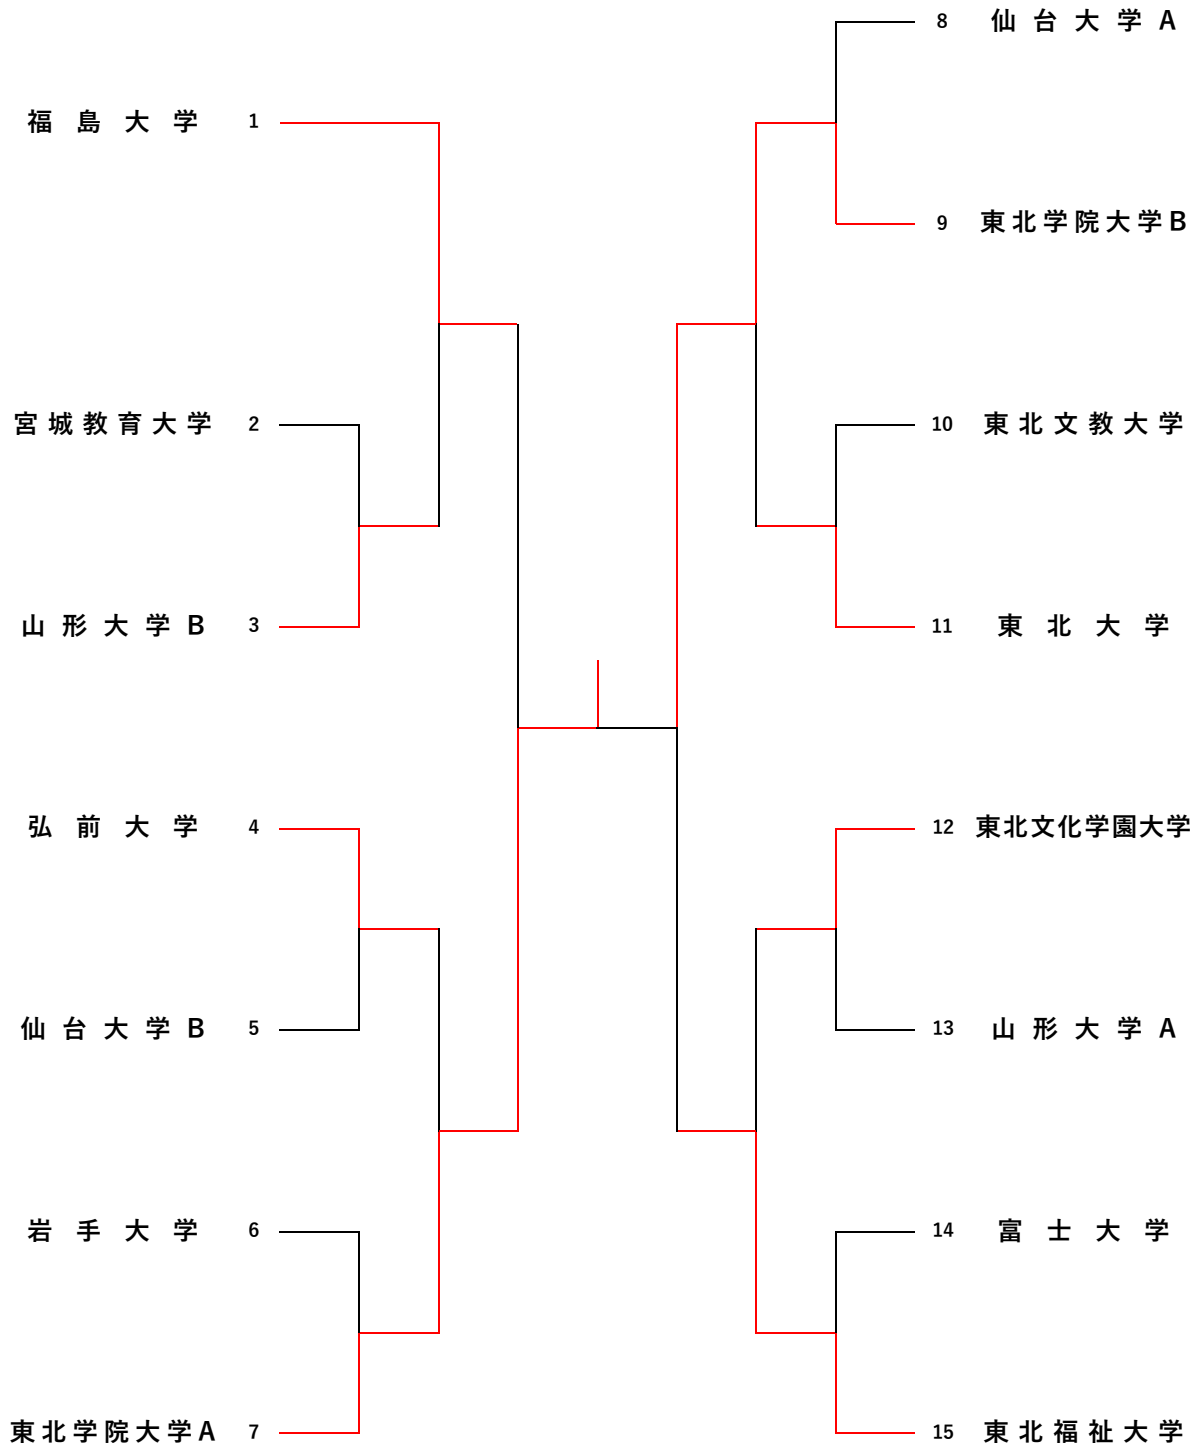 福島大学 1
宮城教育大学 2
山形大学B 3
弘前大学 4
仙台大学B 5
岩手大学 6
東北学院大学A 7
8 仙台大学A
9 東北学院大学B
10 東北文教大学
11 東北大学
12 東北文化学園大学
13 山形大学A
14 富士大学
15 東北福祉大学